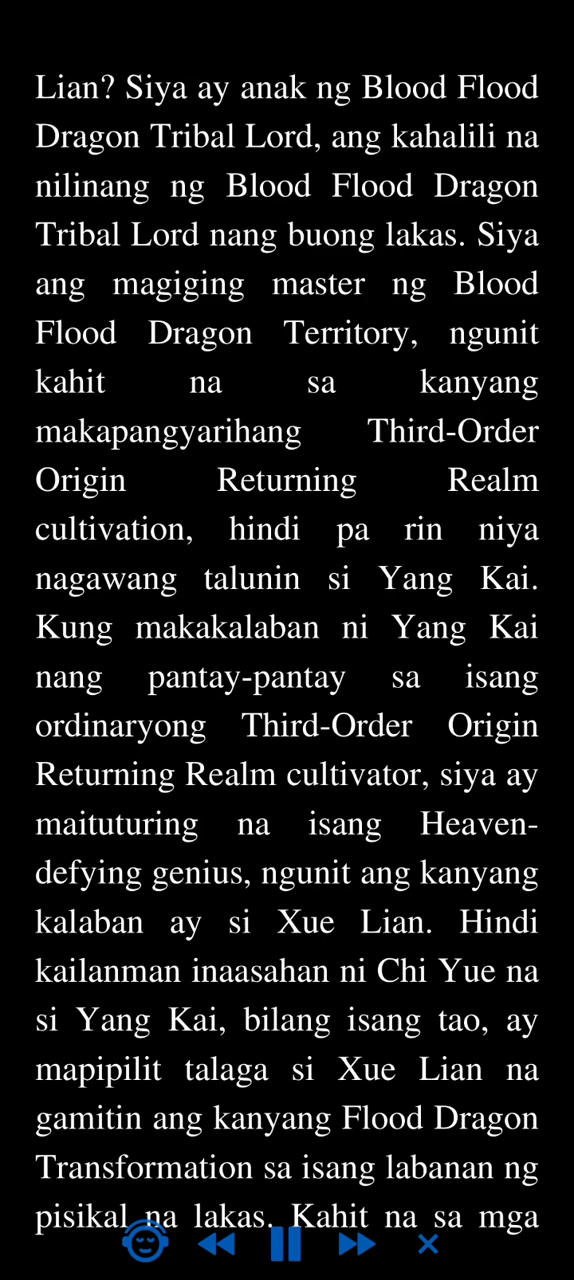 Lian? Siya ay anak ng Blood Flood
Dragon Tribal Lord, ang kahalili na
nilinang ng Blood Flood Dragon
Tribal Lord nang buong lakas. Siya
ang magiging master ng Blood
Flood Dragon Territory, ngunit
kahit na sa kanyang
makapangyarihang Third-Order
Origin Returning Realm
cultivation, hindi pa rin niya
nagawang talunin si Yang Kai.
Kung makakalaban ni Yang Kai
nang pantay-pantay sa isang
ordinaryong Third-Order Origin
Returning Realm cultivator, siya ay
maituturing na isang Heaven-
defying genius, ngunit ang kanyang
kalaban ay si Xue Lian. Hindi
kailanman inaasahan ni Chi Yue na
si Yang Kai, bilang isang tao, ay
mapipilit talaga si Xue Lian na
gamitin ang kanyang Flood Dragon
Transformation sa isang labanan ng
pisikal na lakas. Kahit na sa mga